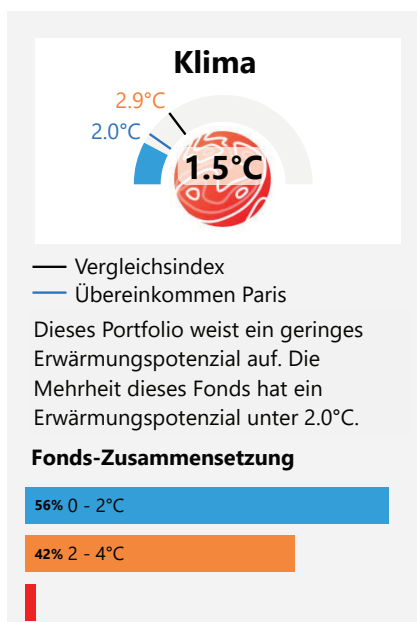 Klima
2.9°C
2.0°C
1.5°C
Vergleichsindex
Übereinkommen Paris
Dieses Portfolio weist ein geringes
Erwärmungspotenzial auf. Die
Mehrheit dieses Fonds hat ein
Erwärmungspotenzial unter 2.0°C.
Fonds-Zusammensetzung
56% 0 - 2°C
42% 2 - 4°C